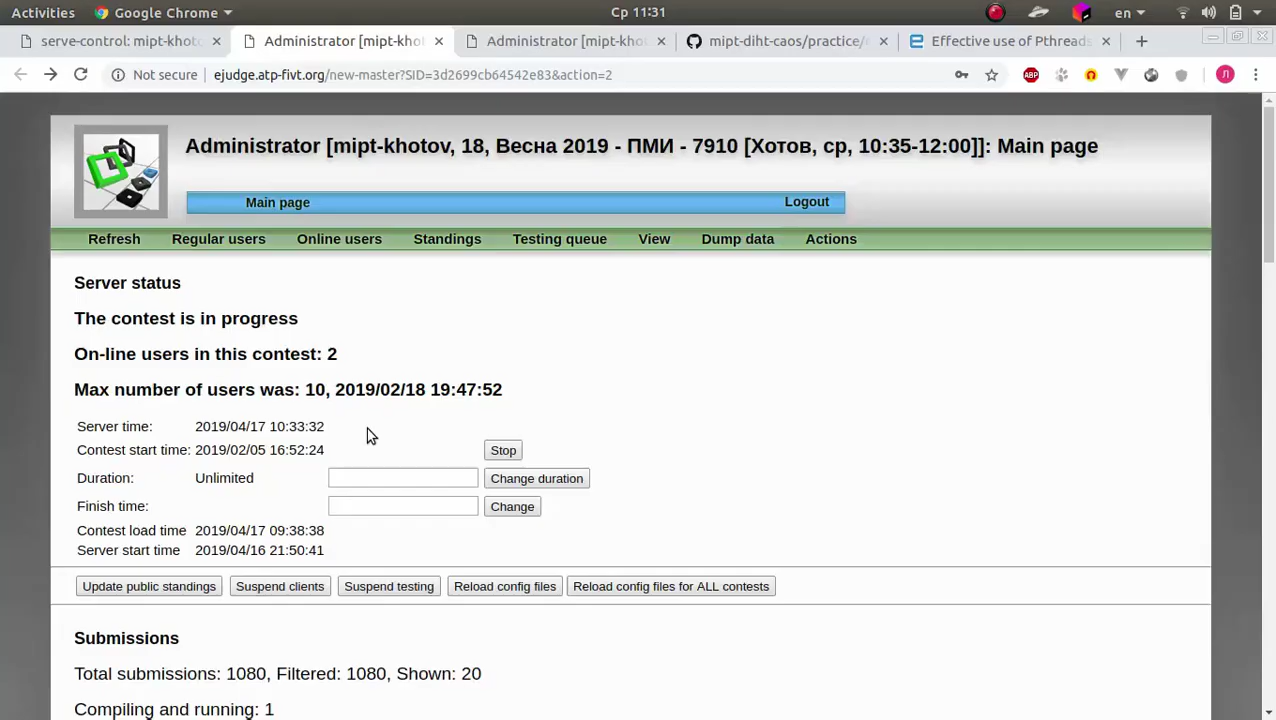 Activities Google Chrome Ср 11:31 en
serve-control: mipt-khoto Administrator [mipt-kho Administrator [mipt-kho mipt-diht-caos/practice/ Effective use of Pthreads
Not secure ejudge.atp-fivt.org/new-master?SID=3d2699cb64542e83&action=2 ABP Л
Administrator [mipt-khotov, 18, Весна 2019 - ПМИ - 7910 [Хотов, ср, 10:35-12:00]]: Main page
Main page Logout
Refresh Regular users Online users Standings Testing queue View Dump data Actions
Server status
The contest is in progress
On-line users in this contest: 2
Max number of users was: 10, 2019/02/18 19:47:52
Server time: 2019/04/17 10:33:32
Contest start time: 2019/02/05 16:52:24 Stop
Duration: Unlimited Change duration
Finish time: Change
Contest load time 2019/04/17 09:38:38
Server start time 2019/04/16 21:50:41
Update public standings Suspend clients Suspend testing Reload config files Reload config files for ALL contests
Submissions
Total submissions: 1080, Filtered: 1080, Shown: 20
Compiling and running: 1